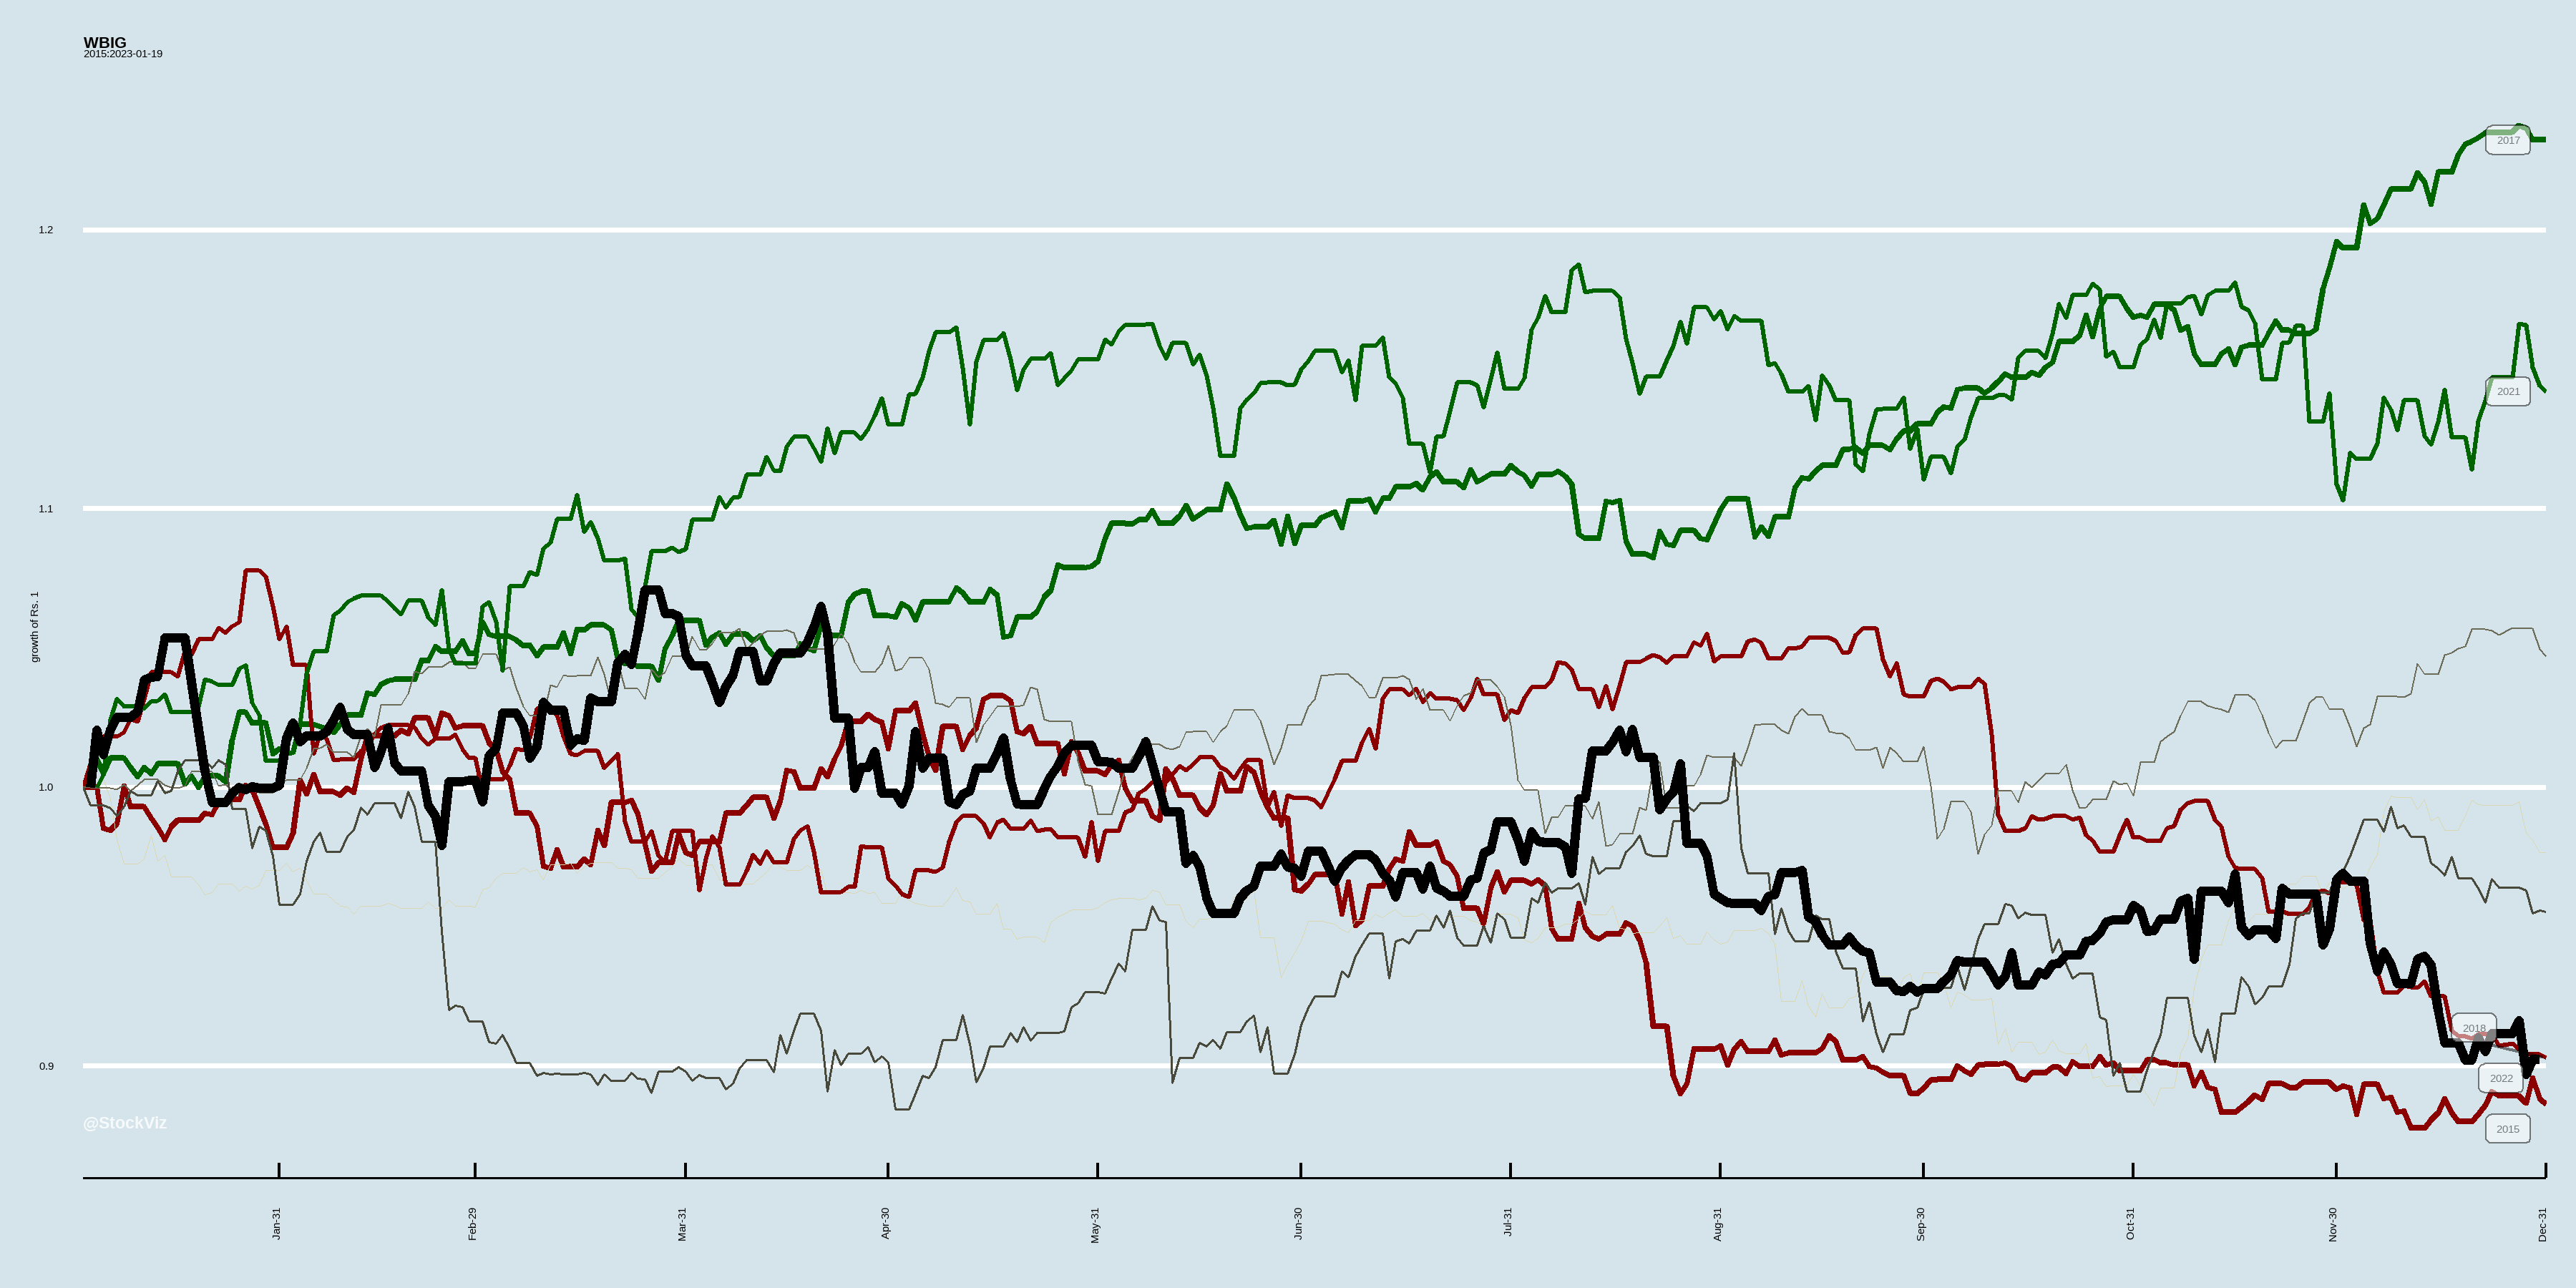 WBIG
2015:2023-01-19
2017
1.2
2021
1.1
growth of Rs. 1
1.0
2018
0.9
2022
@StockViz
2015
Jan-31
Feb-29
Mar-31
Apr-30
May-31
Jun-30
Jul-31
Aug-31
Sep-30
Oct-31
Nov-30
Dec-31